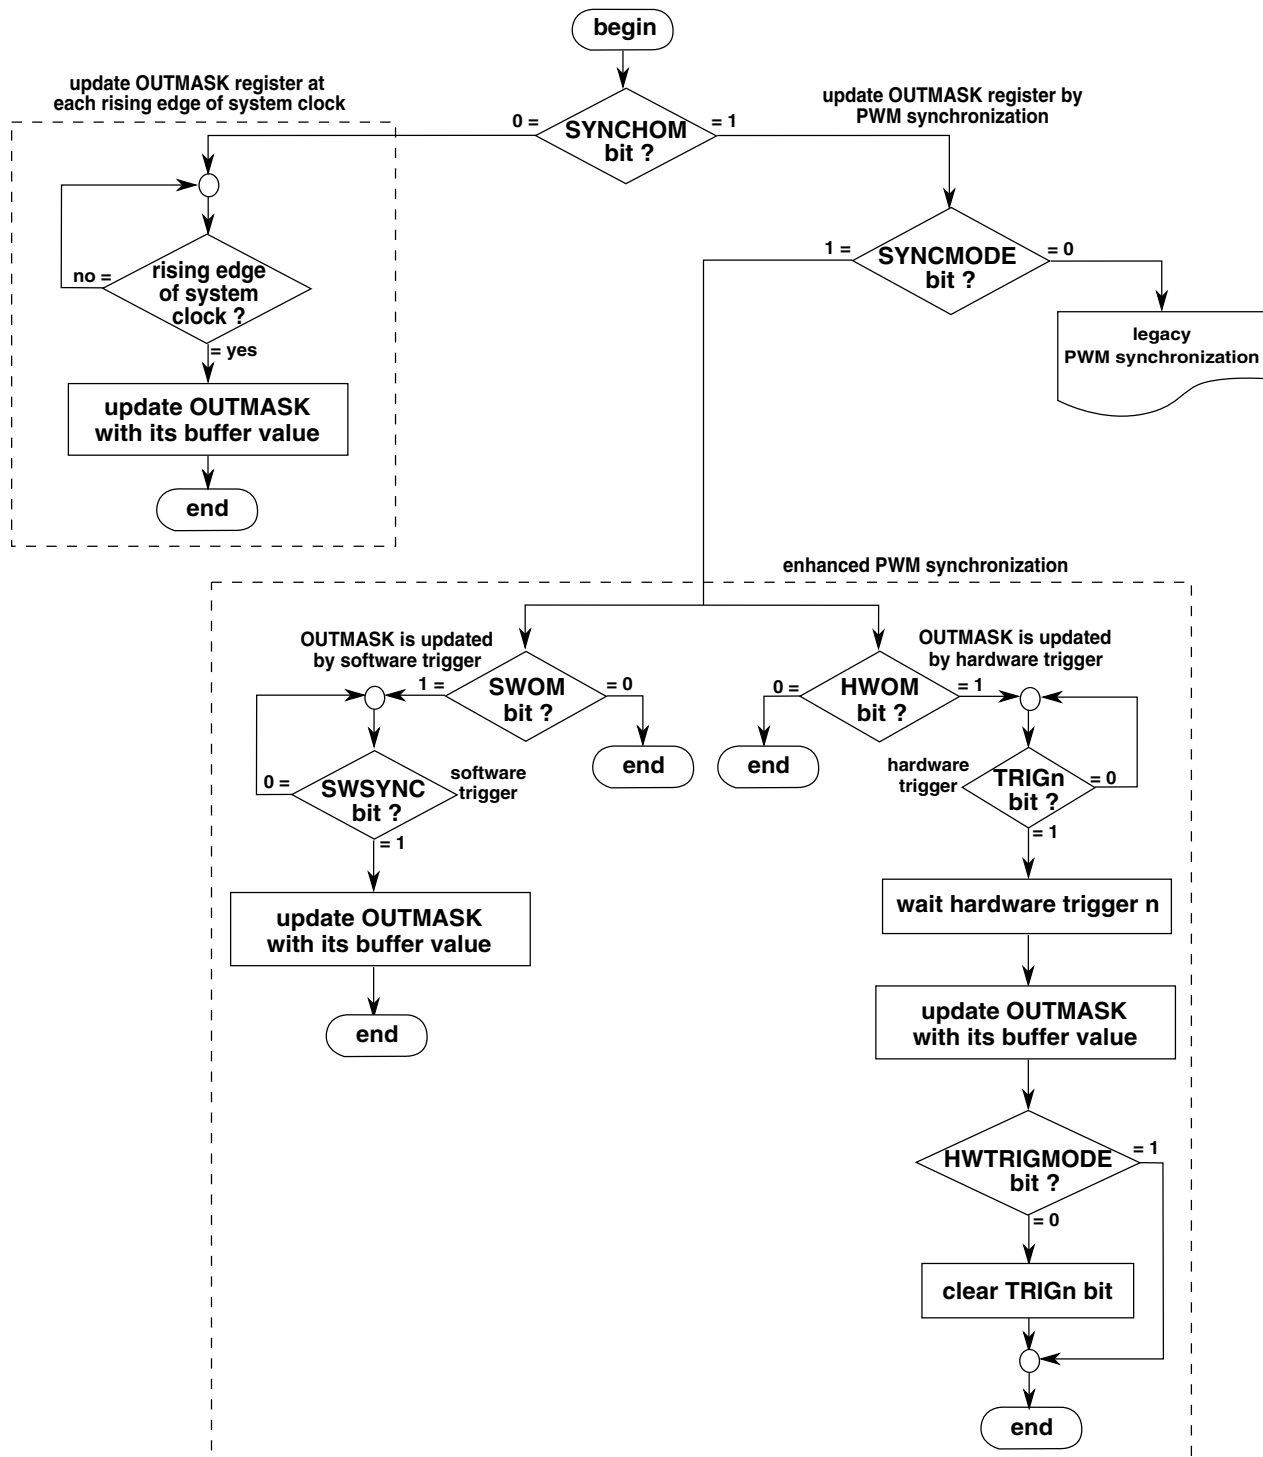 begin
update OUTMASK register at
each rising edge of system clock
update OUTMASK register by
PWM synchronization
0 =
SYNCHOM
bit ?
= 1
1 =
SYNCMODE
bit ?
= 0
no =
rising edge
of system
clock ?
= yes
legacy
PWM synchronization
update OUTMASK
with its buffer value
end
enhanced PWM synchronization
OUTMASK is updated
by software trigger
OUTMASK is updated
by hardware trigger
1 =
SWOM
bit ?
= 0
0 =
HWOM
bit ?
= 1
end
end
0 =
SWSYNC
bit ?
software
trigger
= 1
hardware
trigger
TRIGn
bit ?
= 0
= 1
update OUTMASK
with its buffer value
end
wait hardware trigger n
update OUTMASK
with its buffer value
HWTRIGMODE
bit ?
= 1
= 0
clear TRIGn bit
end